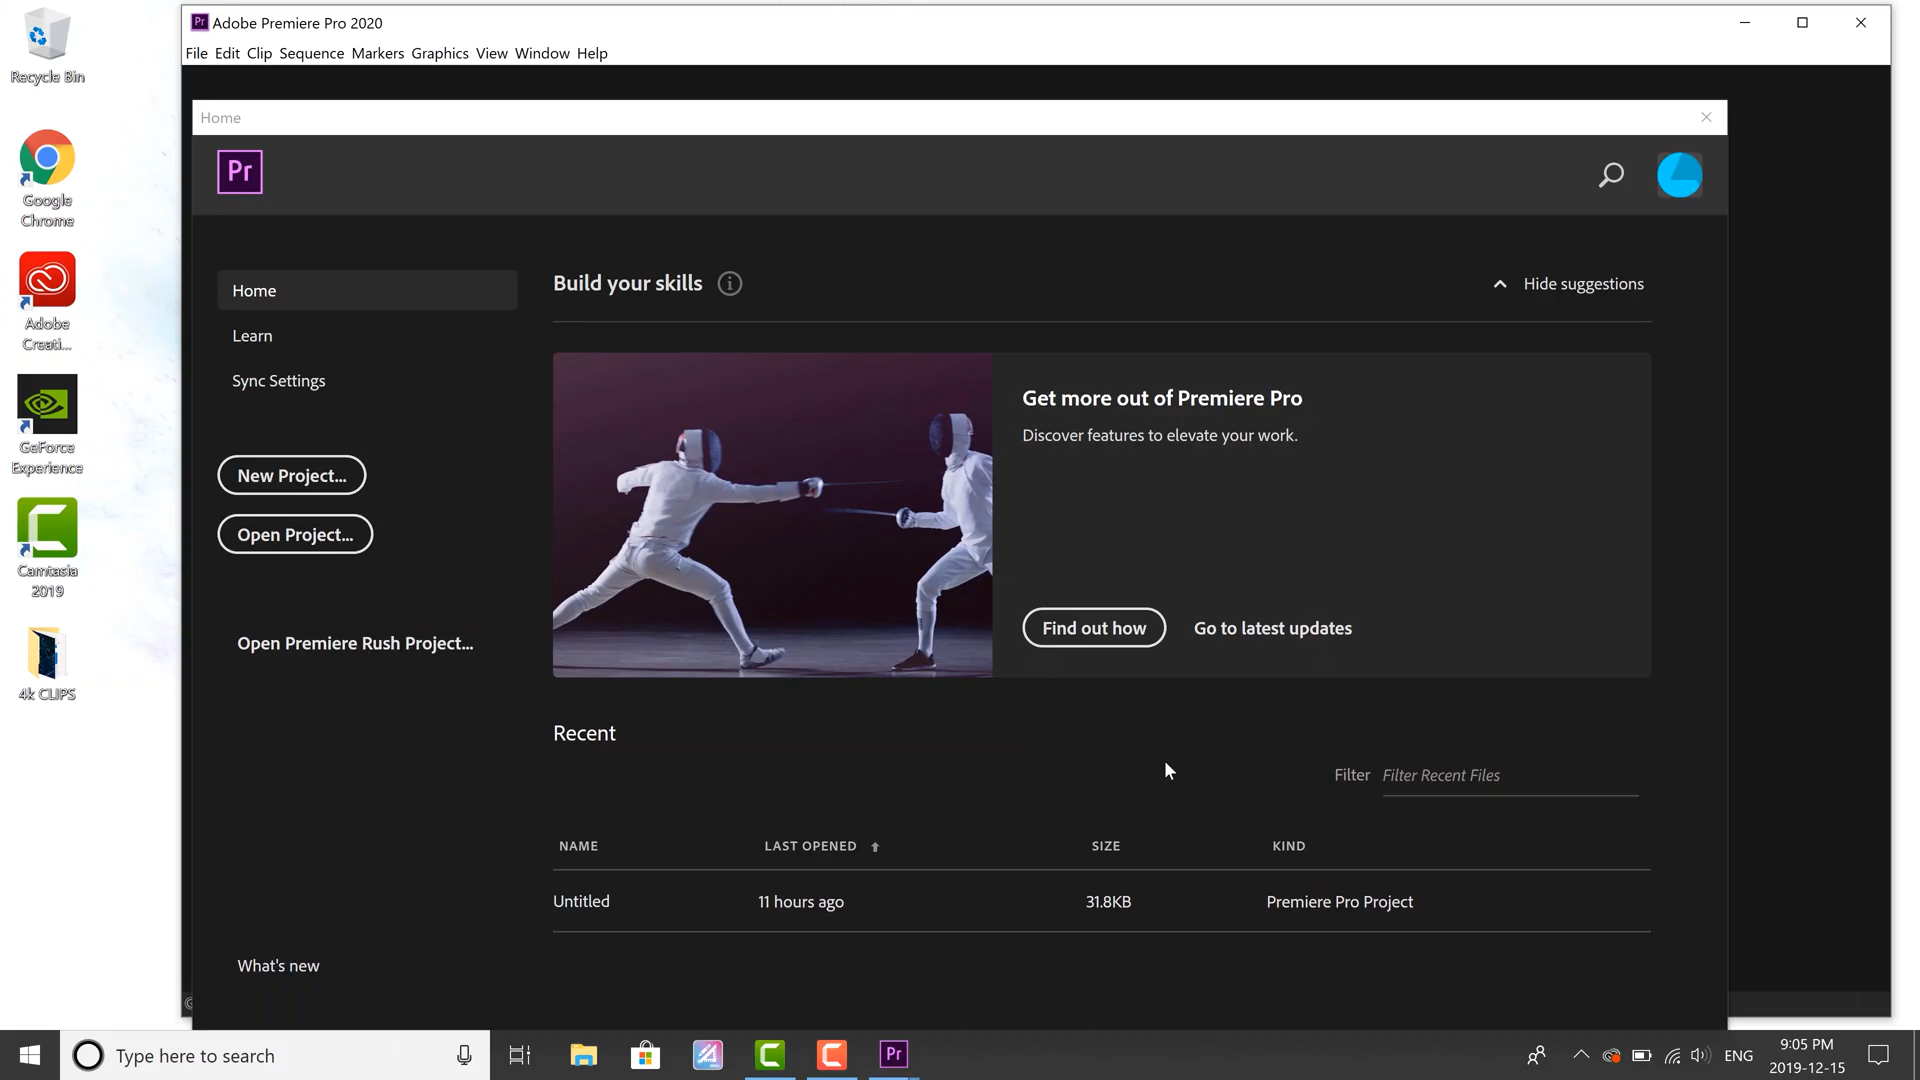 Recycle Bin
Google
Chrome
Adobe
Creati...
GeForce
Experience
Camtasia
2019
4k CLIPS
Pr Adobe Premiere Pro 2020
File Edit Clip Sequence Markers Graphics View Window Help
Home
Pr
Home
Learn
Sync Settings
New Project...
Open Project...
Open Premiere Rush Project...
What's new
Build your skills
Hide suggestions
Get more out of Premiere Pro
Discover features to elevate your work.
Find out how
Go to latest updates
Recent
Filter Filter Recent Files
NAME LAST OPENED SIZE KIND
Untitled 11 hours ago 31.8KB Premiere Pro Project
Type here to search
Pr
ENG
9:05 PM
2019-12-15